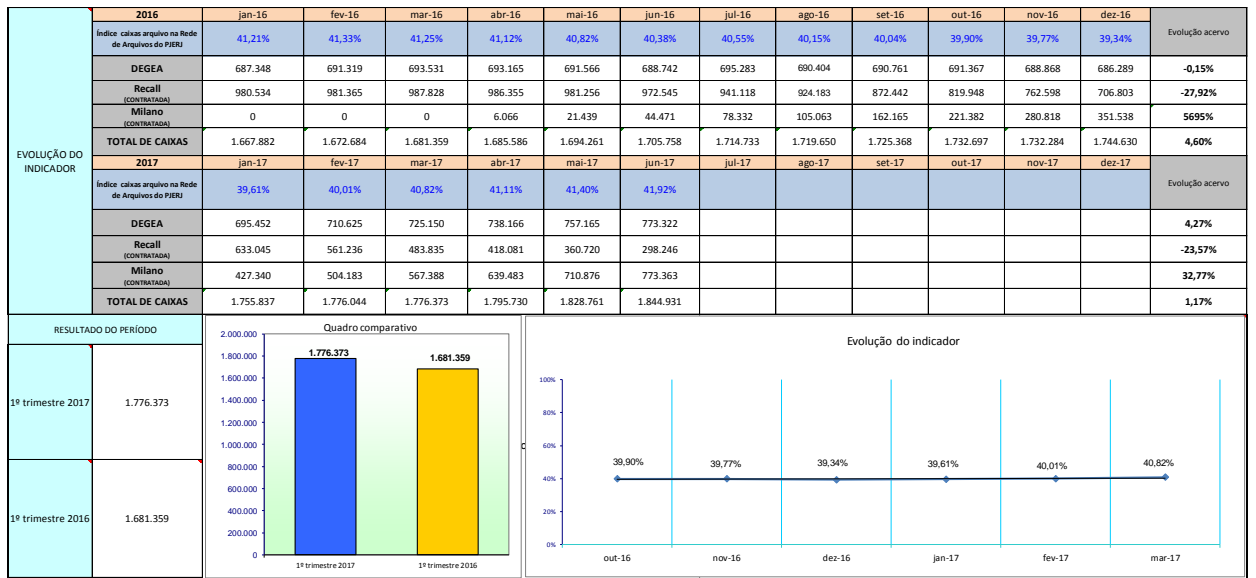 EVOLUÇÃO DO INDICADOR
2016 jan-16 fev-16 mar-16 abr-16 mai-16 jun-16 jul-16 ago-16 set-16 out-16 nov-16 dez-16 Evolução acervo
Índice caixas arquivo na Rede de Arquivos do PJERJ 41,21% 41,33% 41,25% 41,12% 40,82% 40,38% 40,55% 40,15% 40,04% 39,90% 39,77% 39,34%
DEGEA 687.348 691.319 693.531 693.165 691.566 688.742 695.283 690.404 690.761 691.367 688.868 686.289 -0,15%
Recall (CONTRATADA) 980.534 981.365 987.828 986.355 981.256 972.545 941.118 924.183 872.442 819.948 762.598 706.803 -27,92%
Milano (CONTRATADA) 0 0 0 6.066 21.439 44.471 78.332 105.063 162.165 221.382 280.818 351.538 5695%
TOTAL DE CAIXAS 1.667.882 1.672.684 1.681.359 1.685.586 1.694.261 1.705.758 1.714.733 1.719.650 1.725.368 1.732.697 1.732.284 1.744.630 4,60%
2017 jan-17 fev-17 mar-17 abr-17 mai-17 jun-17 jul-17 ago-17 set-17 out-17 nov-17 dez-17 Evolução acervo
Índice caixas arquivo na Rede de Arquivos do PJERJ 39,61% 40,01% 40,82% 41,11% 41,40% 41,92%
DEGEA 695.452 710.625 725.150 738.166 757.165 773.322 4,27%
Recall (CONTRATADA) 633.045 561.236 483.835 418.081 360.720 298.246 -23,57%
Milano (CONTRATADA) 427.340 504.183 567.388 639.483 710.876 773.363 32,77%
TOTAL DE CAIXAS 1.755.837 1.776.044 1.776.373 1.795.730 1.828.761 1.844.931 1,17%
RESULTADO DO PERÍODO
1º trimestre 2017 1.776.373
1º trimestre 2016 1.681.359
Quadro comparativo
2.000.000
1.800.000
1.600.000
1.400.000
1.200.000
1.000.000
800.000
600.000
400.000
200.000
0
1.776.373 1.681.359
1º trimestre 2017 1º trimestre 2016
Evolução do indicador
100%
80%
60%
40%
20%
0%
39,90% 39,77% 39,34% 39,61% 40,01% 40,82%
out-16 nov-16 dez-16 jan-17 fev-17 mar-17